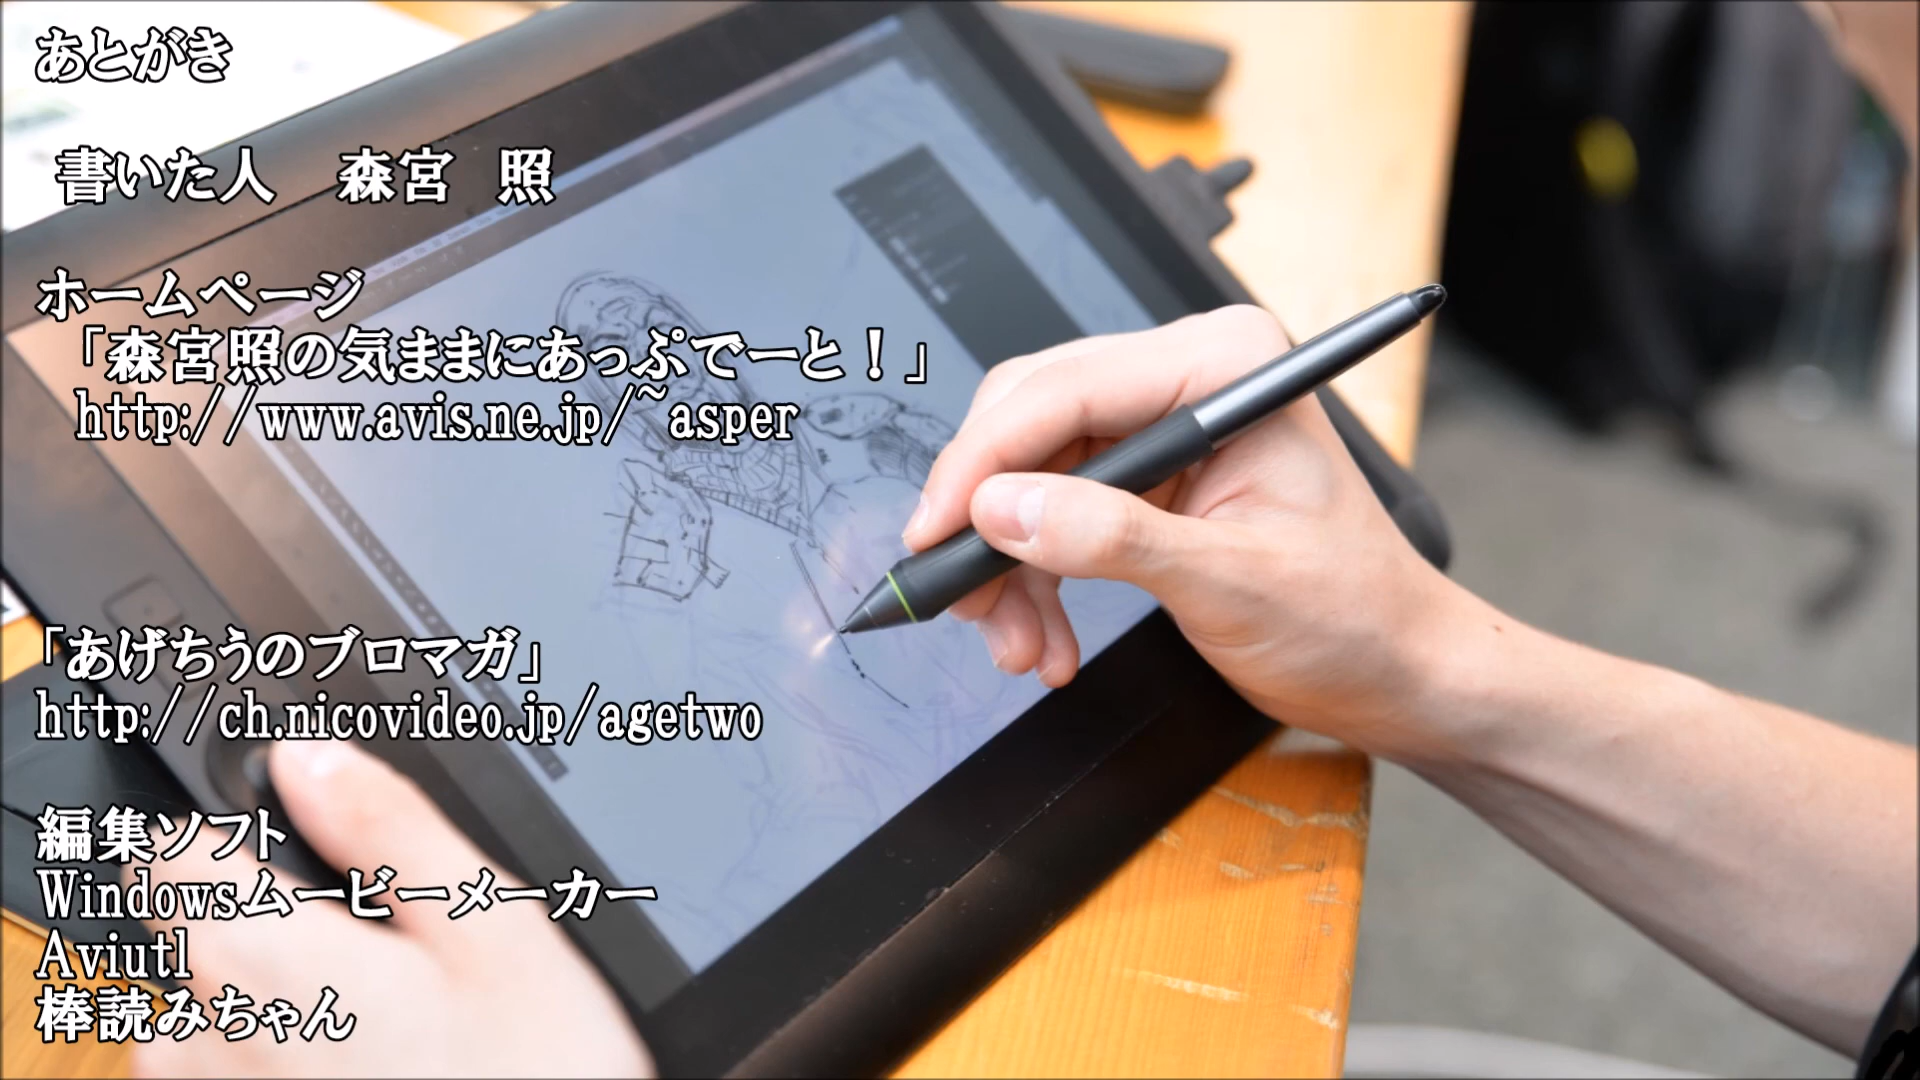 あとがき
書いた人　森宮　照
ホームページ
「森宮照の気ままにあっぷでーと！」
http://www.avis.ne.jp/~asper
「あげちうのブロマガ」
http://ch.nicovideo.jp/agetwo
編集ソフト
Windowsムービーメーカー
Aviutl
棒読みちゃん